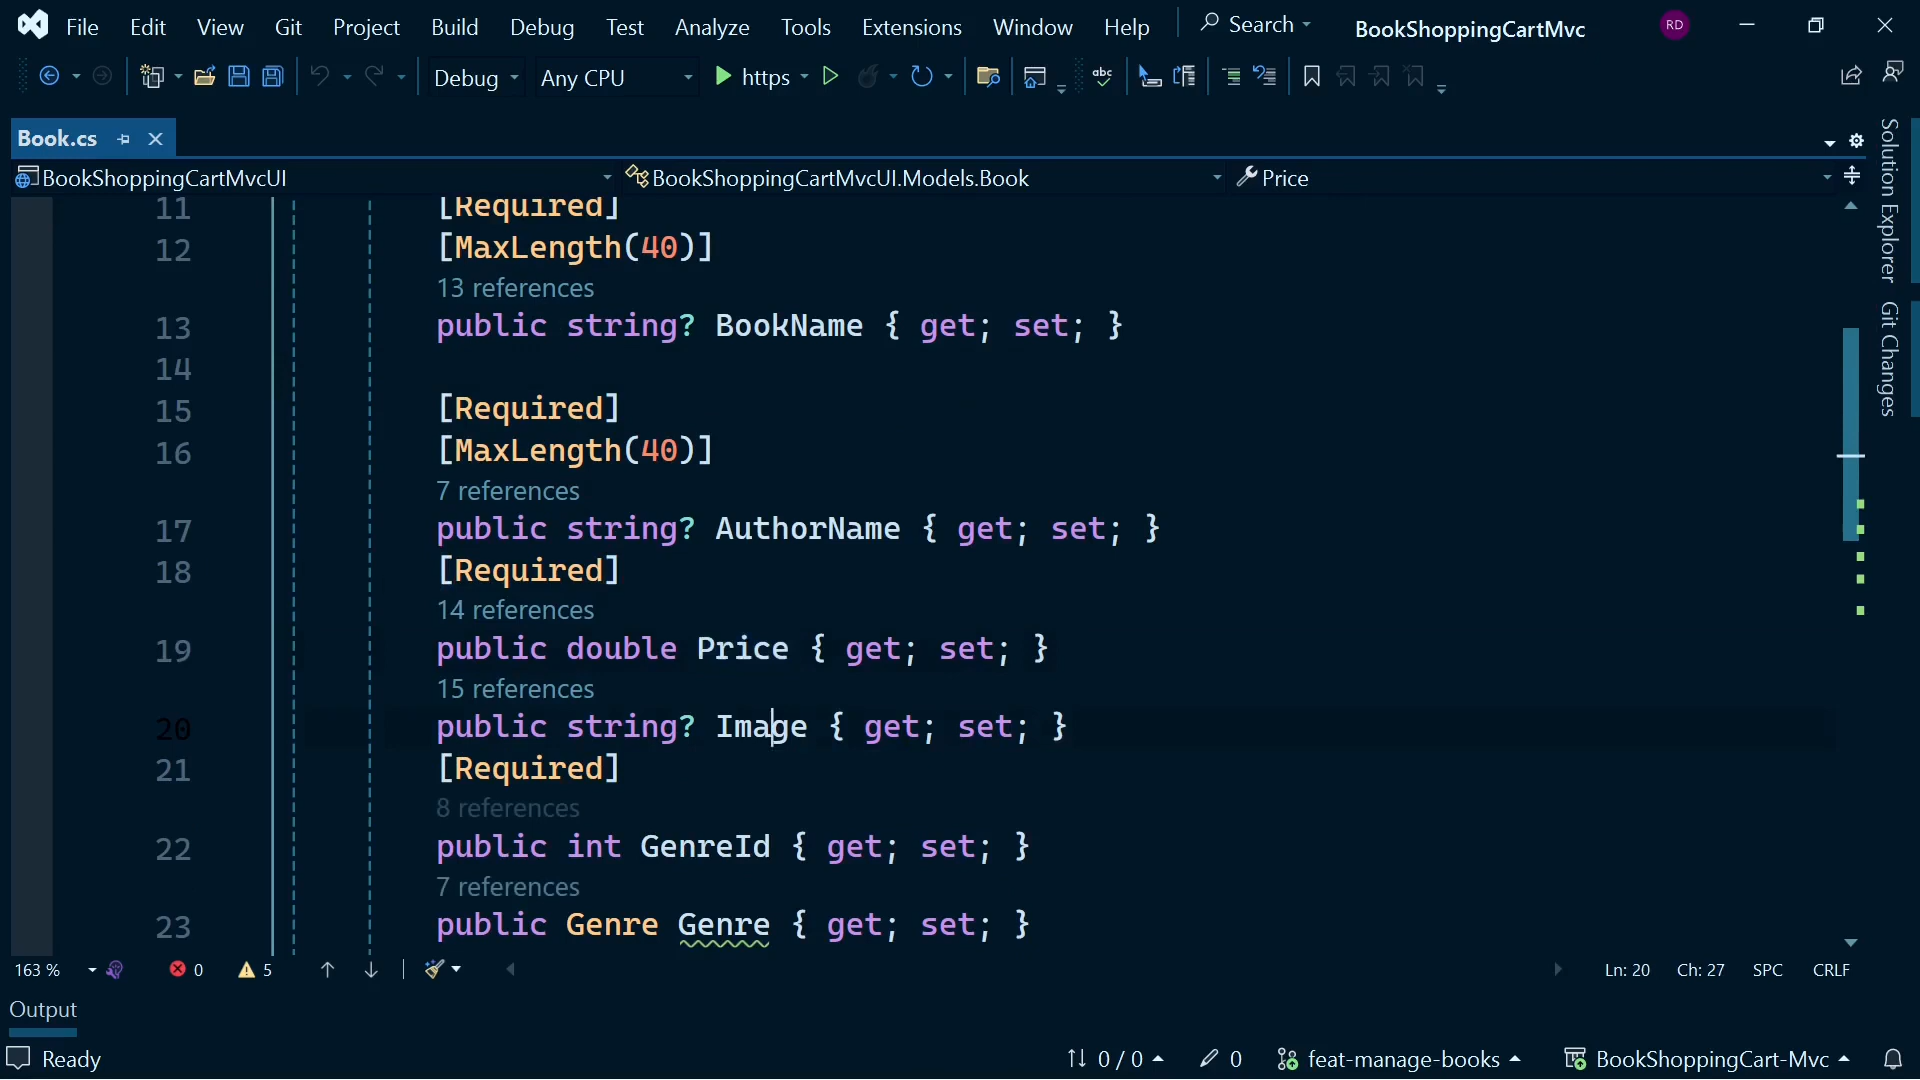 File Edit View Git Project Build Debug Test Analyze Tools Extensions Window Help Search BookShoppingCartMvc RD
Debug Any CPU https abc
Book.cs
BookShoppingCartMvcUI BookShoppingCartMvcUI.Models.Book Price
Solution Explorer
Git Changes
11 [Required]
12 [MaxLength(40)]
13 references
13 public string? BookName { get; set; }
14
15 [Required]
16 [MaxLength(40)]
7 references
17 public string? AuthorName { get; set; }
18 [Required]
14 references
19 public double Price { get; set; }
15 references
20 public string? Image { get; set; }
21 [Required]
8 references
22 public int GenreId { get; set; }
7 references
23 public Genre Genre { get; set; }
163 % 0 5 Ln: 20 Ch: 27 SPC CRLF
Output
Ready 0 / 0 0 feat-manage-books BookShoppingCart-Mvc